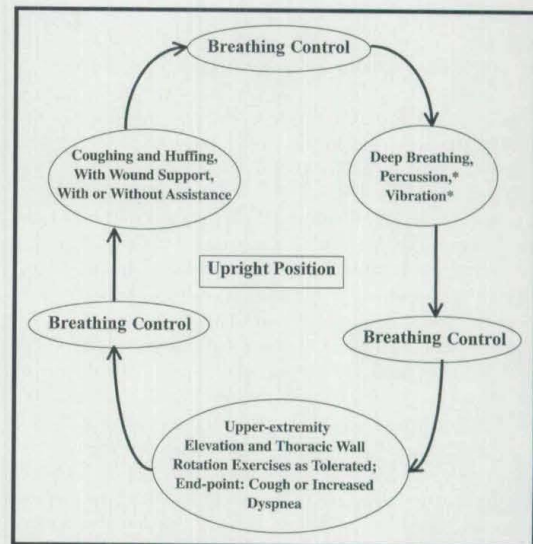 Breathing Control
Deep Breathing,
Percussion,*
Vibration*
Breathing Control
Upper-extremity
Elevation and Thoracic Wall
Rotation Exercises as Tolerated;
End-point: Cough or Increased
Dyspnea
Breathing Control
Coughing and Huffing,
With Wound Support,
With or Without Assistance
Upright Position